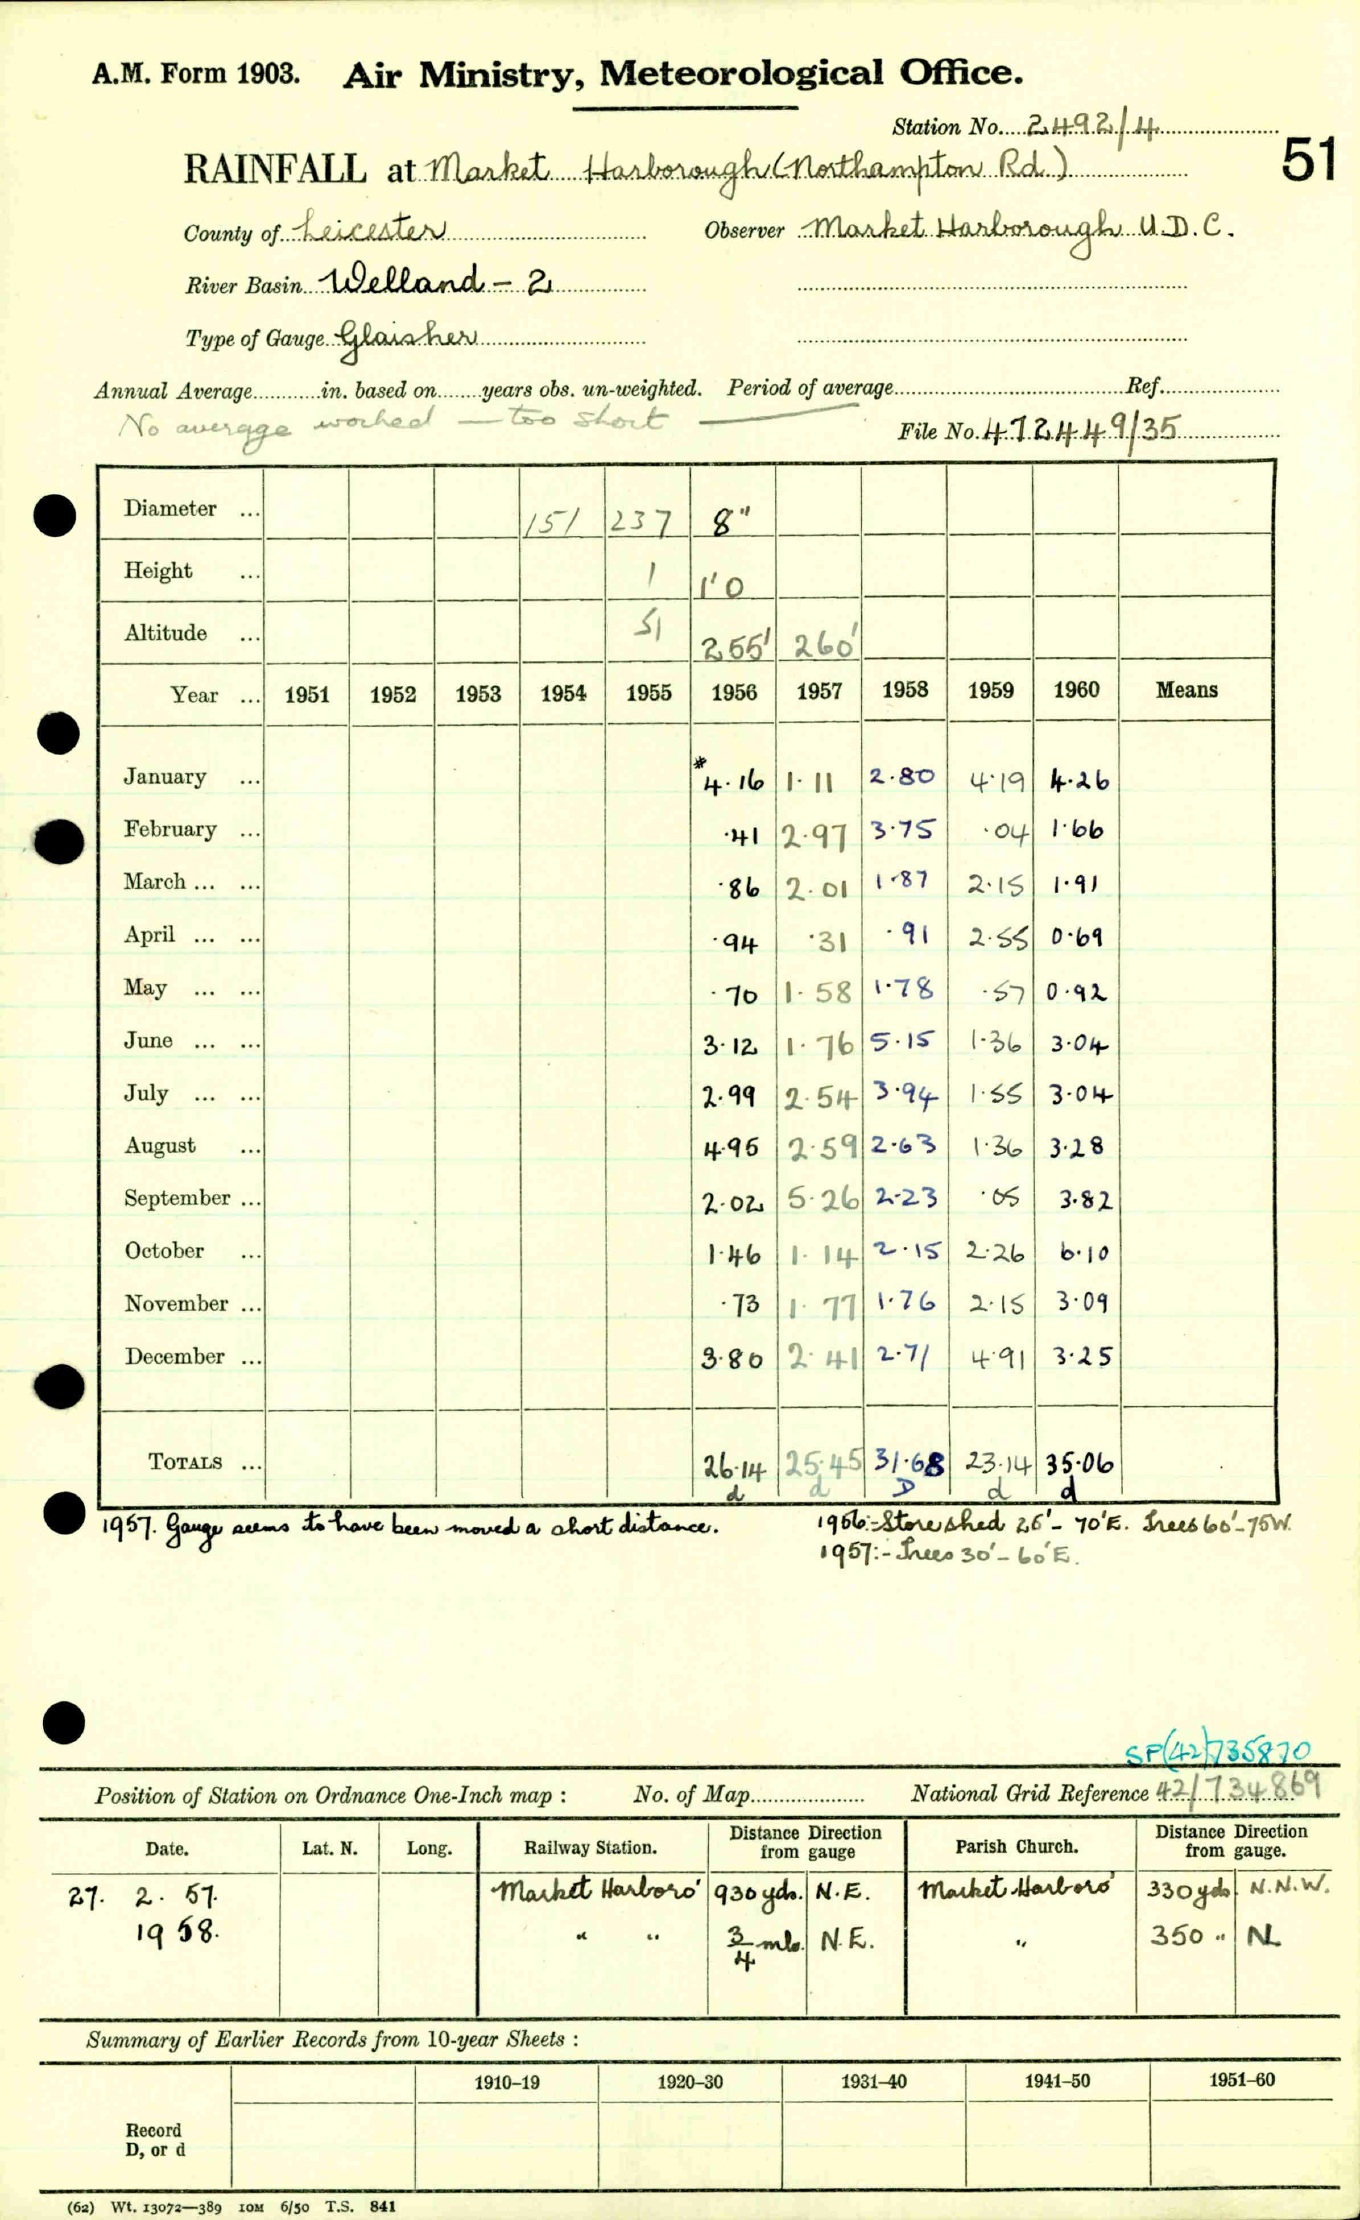 A.M. Form 1903. Air Ministry, Meteorological Office.
Station No. 2492/4
51
RAINFALL at Market Harborough (Northampton Rd.)
County of Leicester Observer Market Harborough U.D.C.
River Basin Welland - 2
Type of Gauge Glaisher
Annual Average............in. based on........years obs. un-weighted. Period of average............Ref............
No average worked — too short —
File No. 472449/35
Diameter ... 151 237 8"
Height ... 1 1'0
Altitude ... 51 255' 260'
Year ... 1951 1952 1953 1954 1955 1956 1957 1958 1959 1960 Means
January ... *4.16 1.11 2.80 4.19 4.26
February ... .41 2.97 3.75 .04 1.66
March ... ... .86 2.01 1.87 2.15 1.91
April ... ... .94 .31 .91 2.55 0.69
May ... ... .70 1.58 1.78 .57 0.92
June ... ... 3.12 1.76 5.15 1.36 3.04
July ... ... 2.99 2.54 3.94 1.55 3.04
August ... 4.95 2.59 2.63 1.36 3.28
September ... 2.02 5.26 2.23 .05 3.82
October ... 1.46 1.14 2.15 2.26 6.10
November ... .73 1.77 1.76 2.15 3.09
December ... 3.80 2.41 2.71 4.91 3.25
TOTALS ... 26.14 25.45 31.68 23.14 35.06
d d D d d
1957. Gauge seems to have been moved a short distance. 1956:- Store shed 25' - 70'E. Trees 60' - 75W.
1957:- Trees 30' - 60'E.
SP(42)735870
Position of Station on Ordnance One-Inch map : No. of Map............ National Grid Reference 42/734869
Date. Lat. N. Long. Railway Station. Distance from gauge Direction Parish Church. Distance from gauge. Direction
27. 2. 57. Market Harboro' 930 yds. N.E. Market Harboro' 330 yds N.N.W.
1958. " " 3/4 mls. N.E. " 350 "
Summary of Earlier Records from 10-year Sheets :
1910–19 1920–30 1931–40 1941–50 1951–60
Record
D, or d
(62) Wt. 13072—389 10M 6/50 T.S. 841